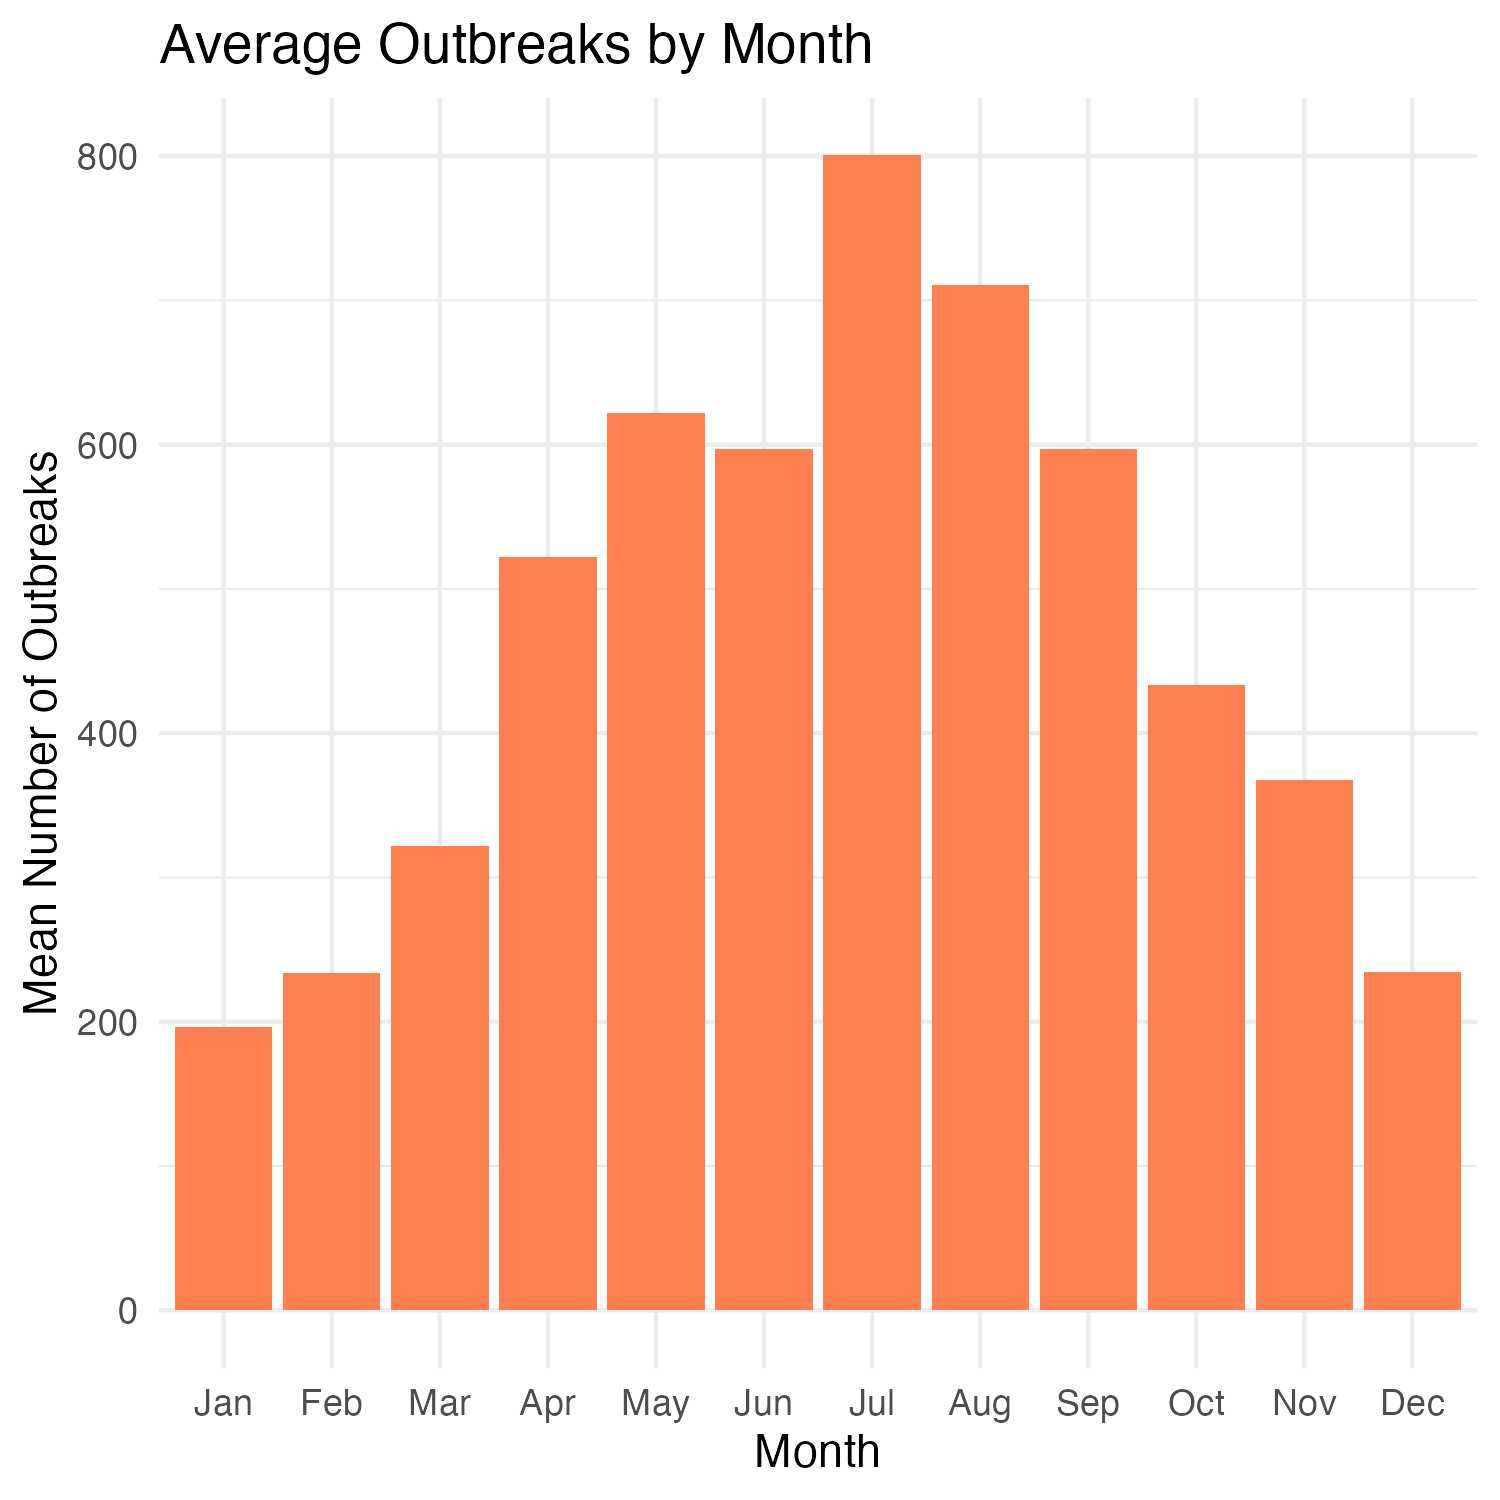 Average Outbreaks by Month
Mean Number of Outbreaks
800
600
400
200
0
Jan Feb Mar Apr May Jun Jul Aug Sep Oct Nov Dec
Month